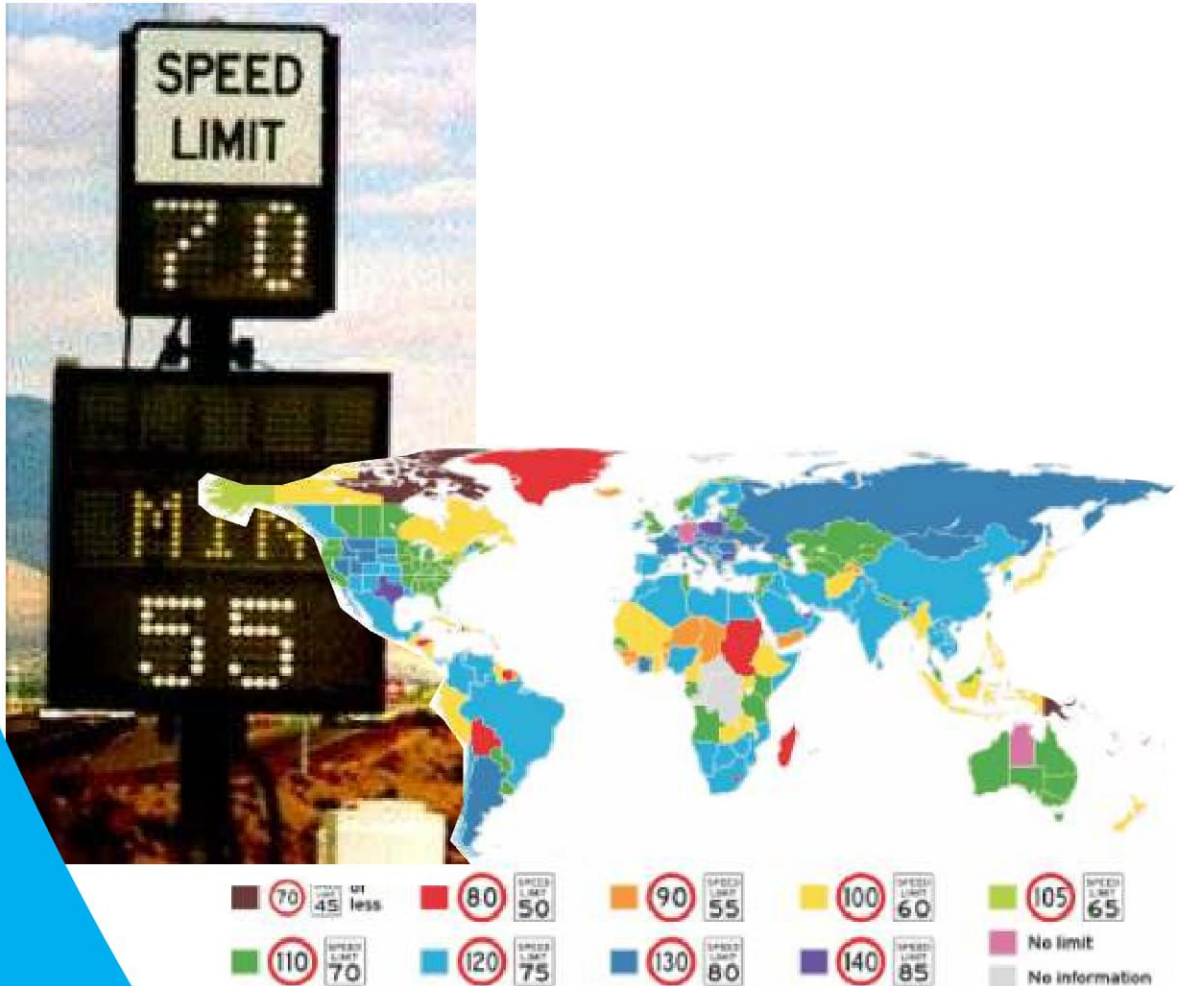 SPEED
LIMIT
70
MIN
55
70 SPEED LIMIT 45 or less
80 SPEED LIMIT 50
90 SPEED LIMIT 55
100 SPEED LIMIT 60
105 SPEED LIMIT 65
110 SPEED LIMIT 70
120 SPEED LIMIT 75
130 SPEED LIMIT 80
140 SPEED LIMIT 85
No limit
No information